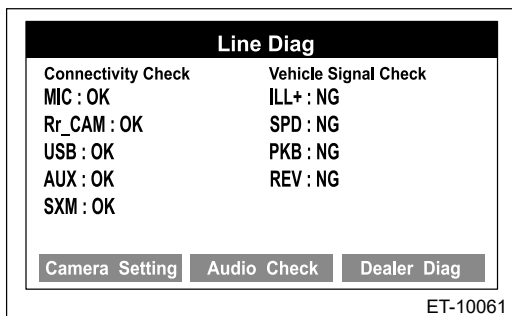 Line Diag
Connectivity Check
MIC : OK
Rr_CAM : OK
USB : OK
AUX : OK
SXM : OK
Vehicle Signal Check
ILL+ : NG
SPD : NG
PKB : NG
REV : NG
Camera Setting
Audio Check
Dealer Diag
ET-10061